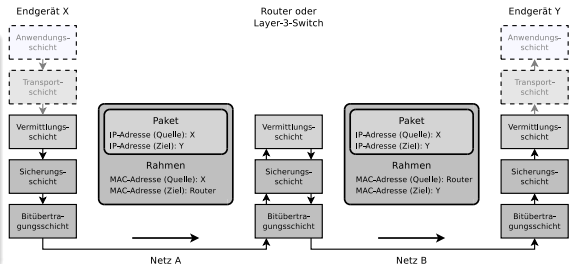 Endgerät X
Router oder
Layer-3-Switch
Endgerät Y
Anwendungs-
schicht
Transport-
schicht
Vermittlungs-
schicht
Sicherungs-
schicht
Bitübertra-
gungsschicht
Paket
IP-Adresse (Quelle): X
IP-Adresse (Ziel): Y
Rahmen
MAC-Adresse (Quelle): X
MAC-Adresse (Ziel): Router
Vermittlungs-
schicht
Sicherungs-
schicht
Bitübertra-
gungsschicht
Paket
IP-Adresse (Quelle): X
IP-Adresse (Ziel): Y
Rahmen
MAC-Adresse (Quelle): Router
MAC-Adresse (Ziel): Y
Anwendungs-
schicht
Transport-
schicht
Vermittlungs-
schicht
Sicherungs-
schicht
Bitübertra-
gungsschicht
Netz A
Netz B